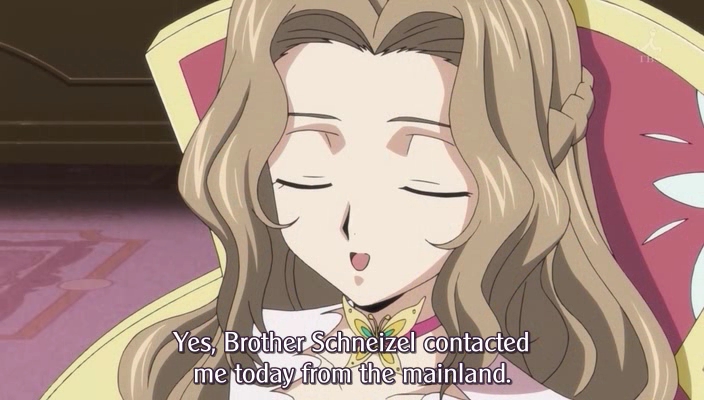 Yes, Brother Schneizel contacted
me today from the mainland.